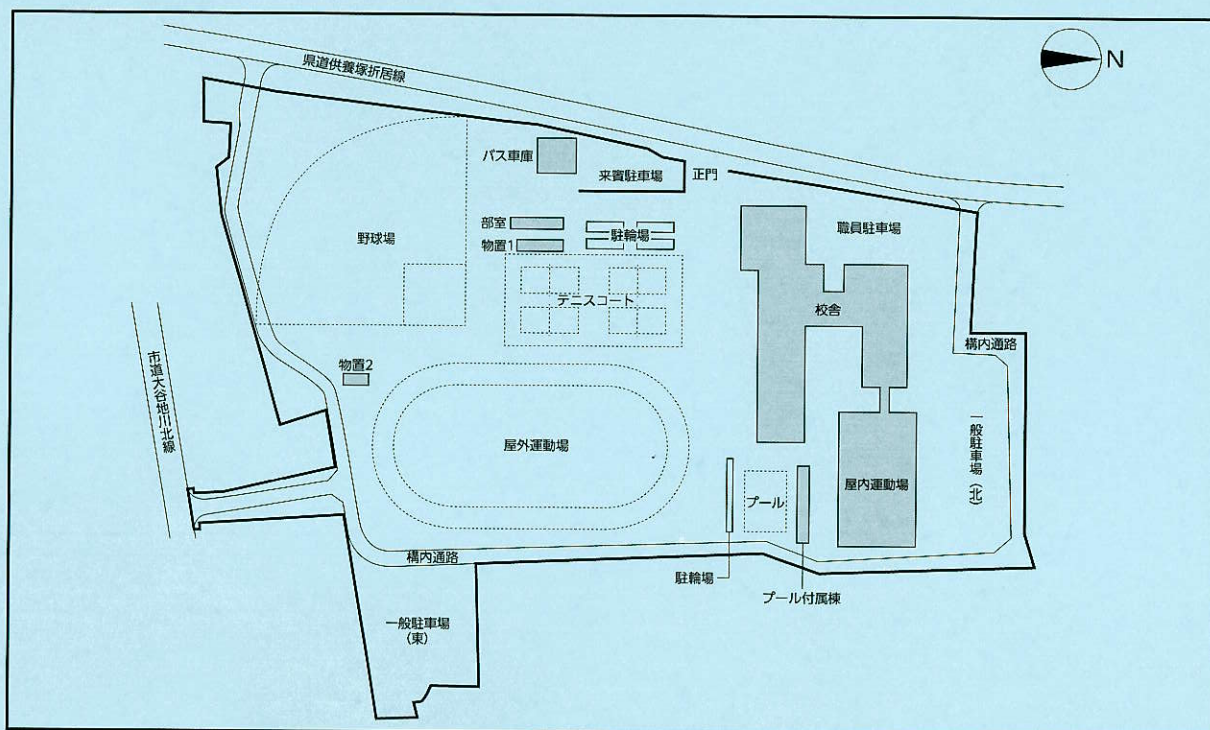 県道供養塚折居線
N
バス車庫
来賓駐車場
正門
部室
駐輪場
職員駐車場
野球場
物置1
テニスコート
校舎
構内通路
物置2
市道大谷地川北線
屋外運動場
一般駐車場(北)
プール
屋内運動場
構内通路
駐輪場
プール付属棟
一般駐車場
(東)